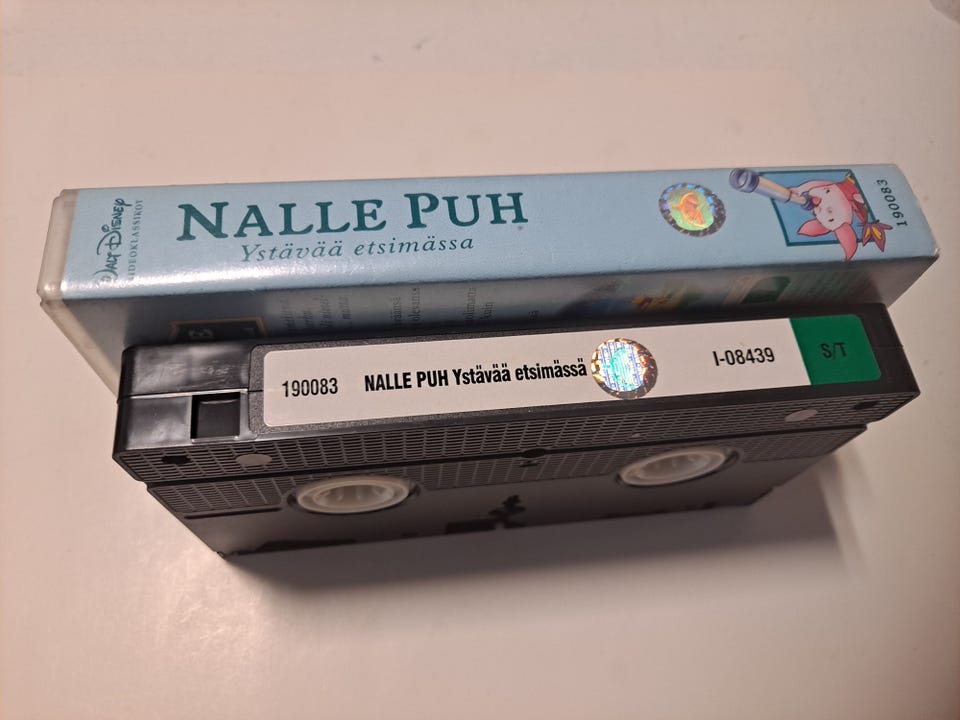 WALT DISNEY
VIDEOKLASSIKOT
NALLE PUH
Ystävää etsimässä
190083
190083
NALLE PUH Ystävää etsimässä
I-08439
S/T